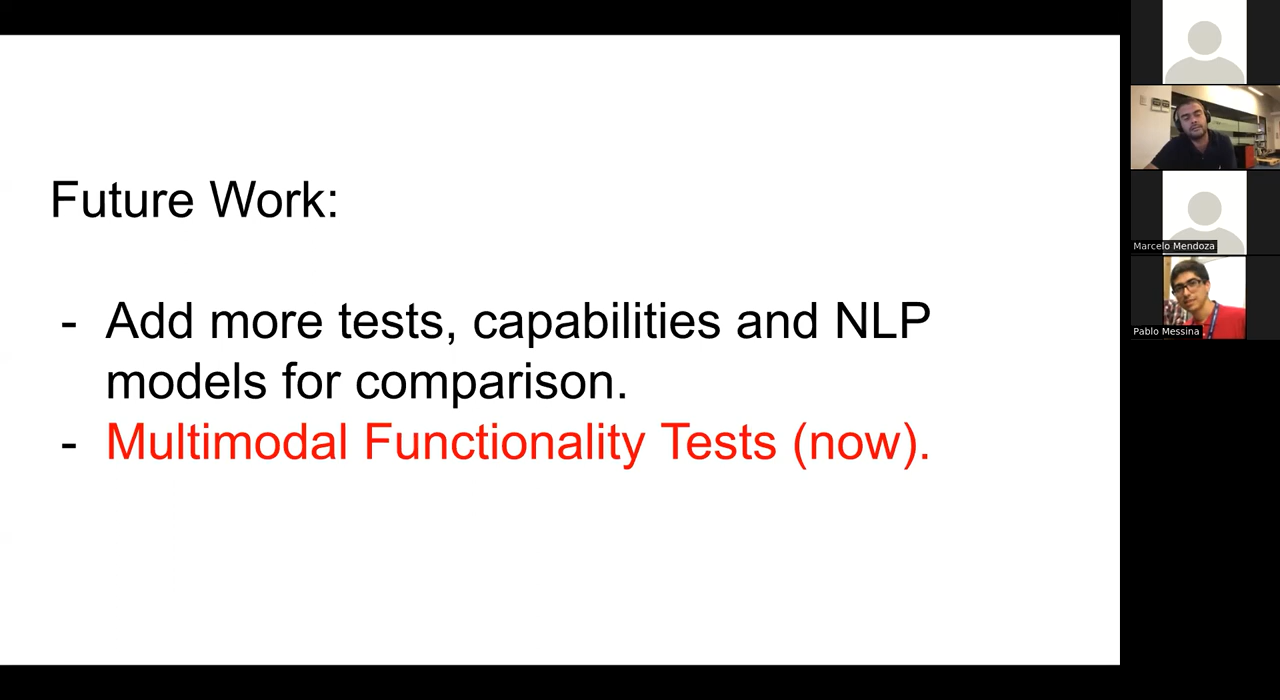 Future Work:
- Add more tests, capabilities and NLP
models for comparison.
- Multimodal Functionality Tests (now).
Marcelo Mendoza
Pablo Messina